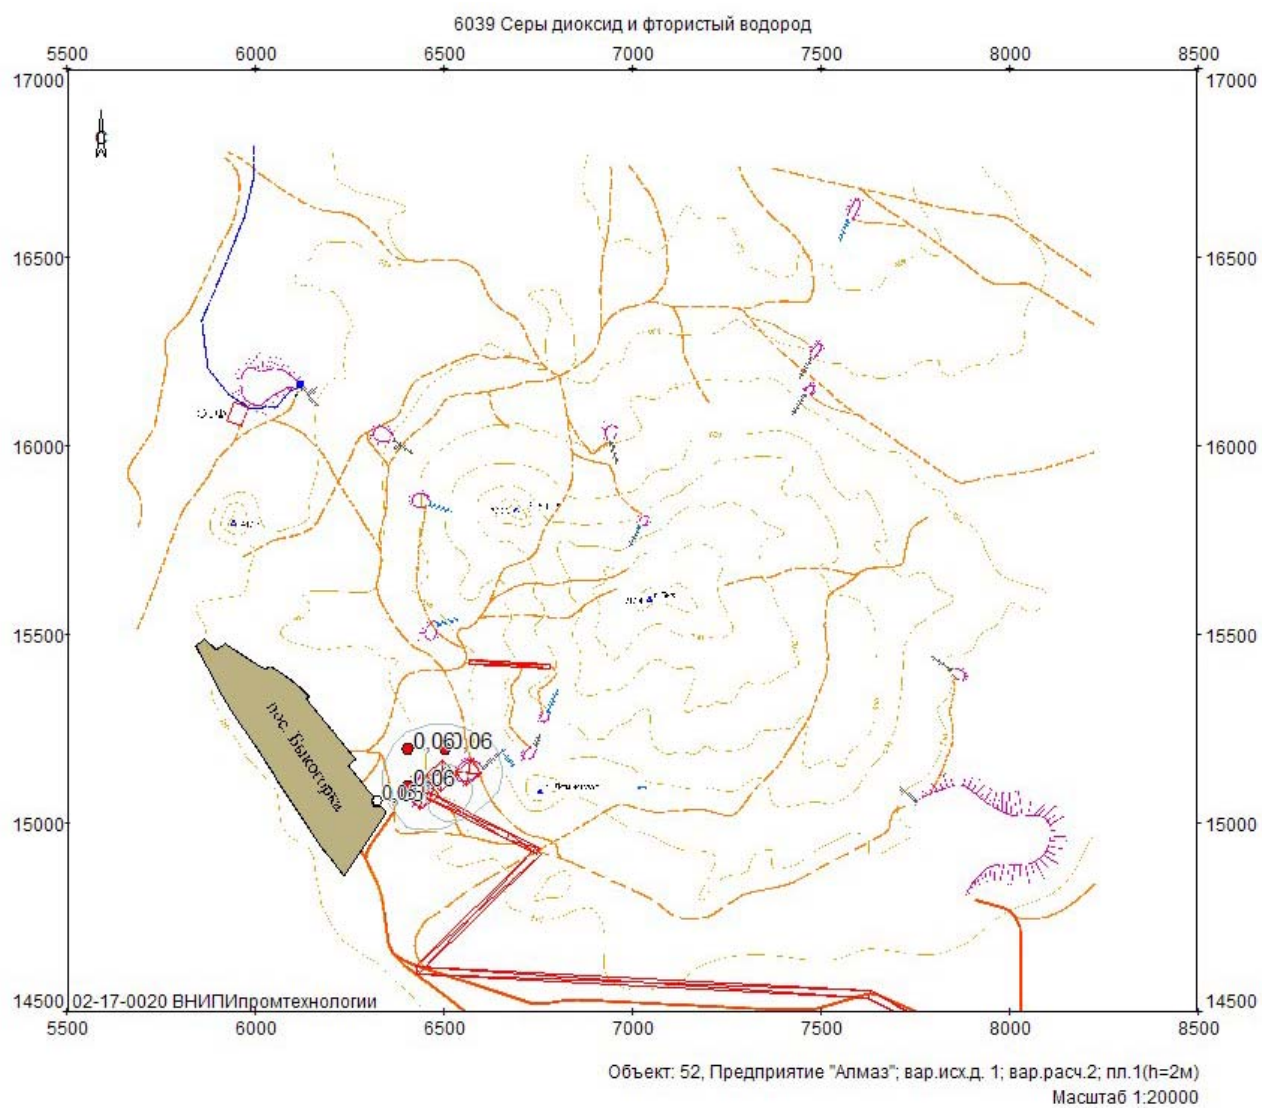 6039 Серы диоксид и фтористый водород
5500 6000 6500 7000 7500 8000 8500
17000 17000
С
16500 16500
16000 16000
15500 15500
пос. Быкогорка
0,06 0,06
0,06
15000 15000
14500 02-17-0020 ВНИПИпромтехнологии 14500
5500 6000 6500 7000 7500 8000 8500
Объект: 52, Предприятие "Алмаз"; вар.исх.д. 1; вар.расч.2; пл.1(h=2м)
Масштаб 1:20000